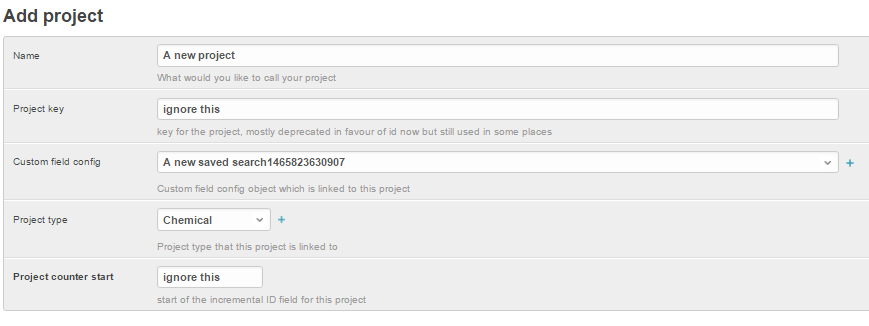 Add project
Name
A new project
What would you like to call your project
Project key
ignore this
key for the project, mostly deprecated in favour of id now but still used in some places
Custom field config
A new saved search1465823630907
+
Custom field config object which is linked to this project
Project type
Chemical
+
Project type that this project is linked to
Project counter start
ignore this
start of the incremental ID field for this project